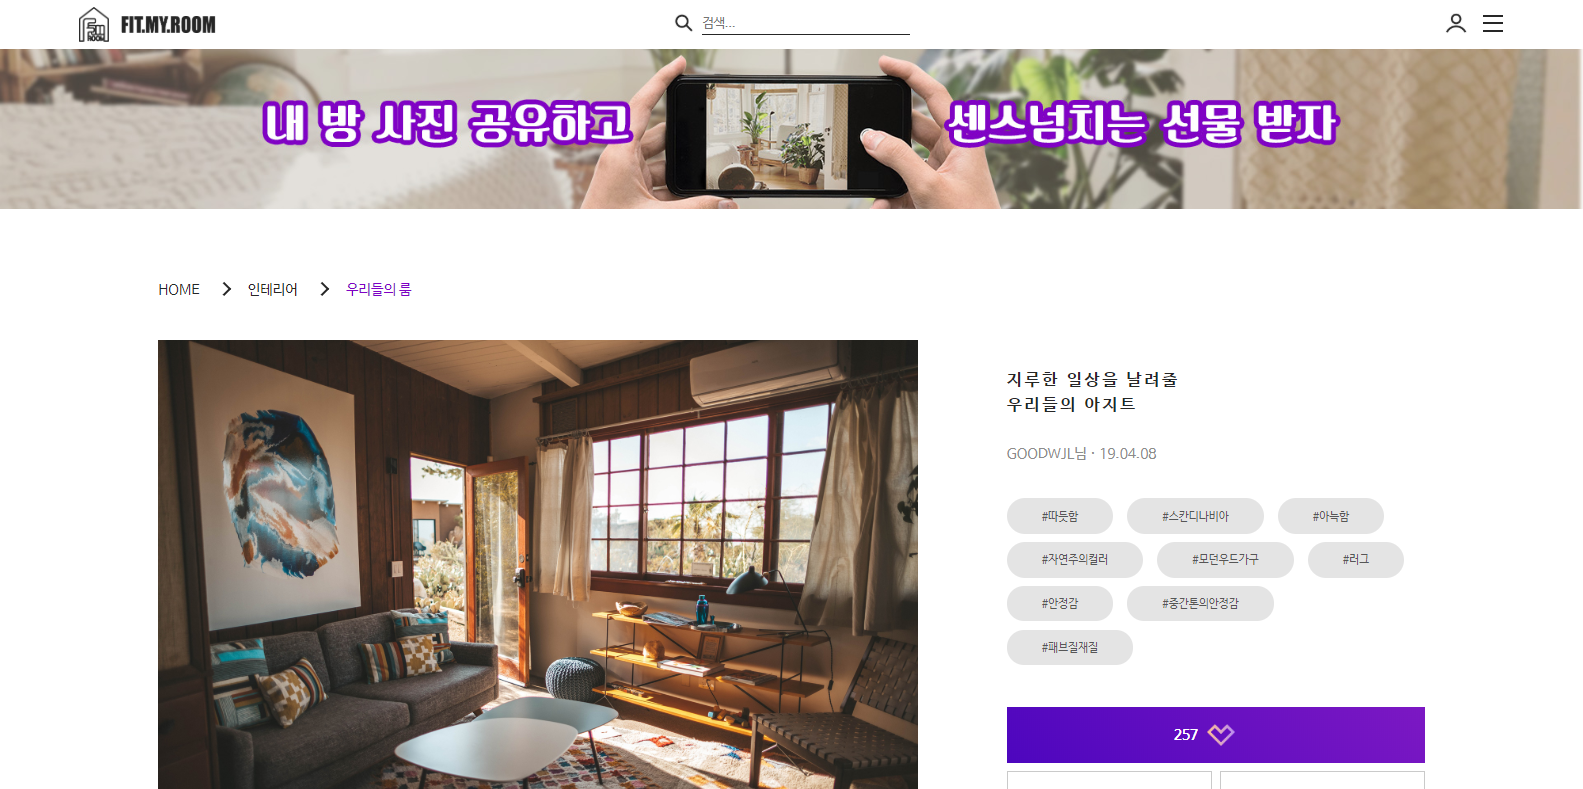 FIT.MY.ROOM
검색...
내 방 사진 공유하고 센스넘치는 선물 받자
HOME 인테리어 우리들의 룸
지루한 일상을 날려줄
우리들의 아지트
GOODWJL님 · 19.04.08
#따듯함 #스칸디나비아 #아늑함
#자연주의컬러 #모던우드가구 #러그
#안정감 #중간톤의안정감
#패브릭재질
257